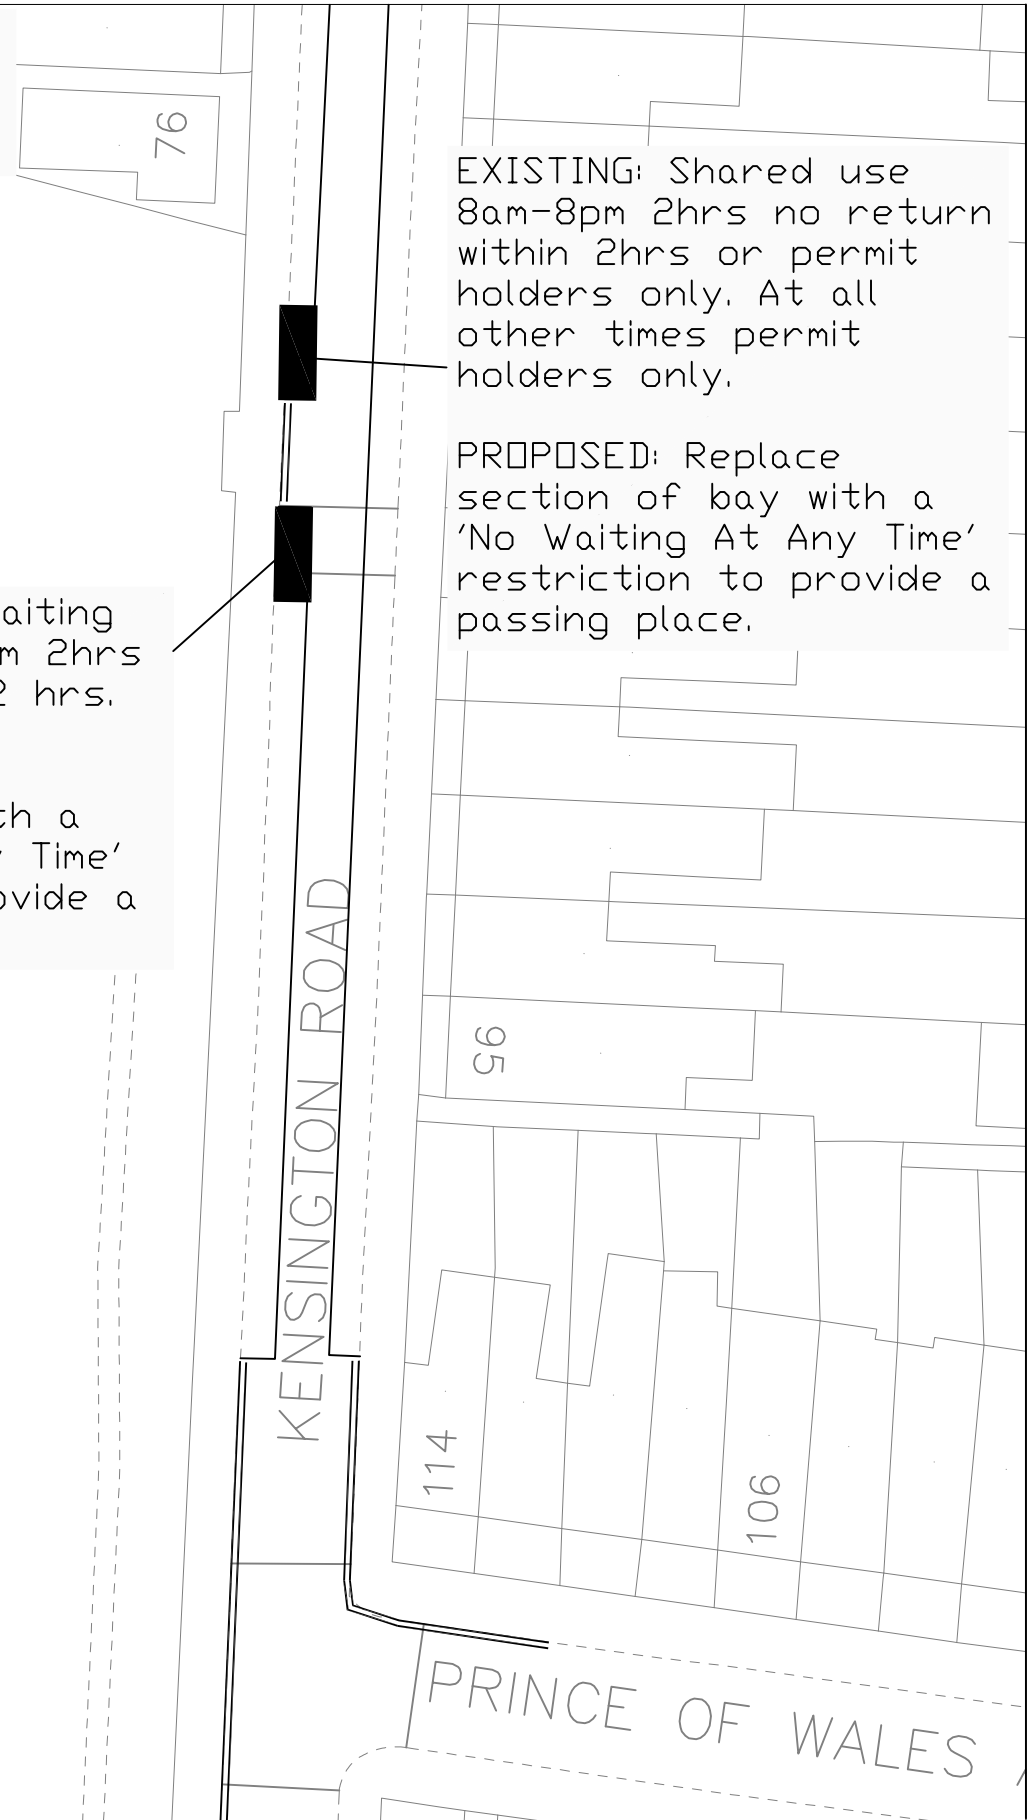 76
EXISTING: Shared use
8am-8pm 2hrs no return
within 2hrs or permit
holders only. At all
other times permit
holders only.
PROPOSED: Replace
section of bay with a
'No Waiting At Any Time'
restriction to provide a
passing place.
aiting
m 2hrs
2 hrs.
th a
Time'
ovide a
KENSINGTON ROAD
95
114
106
PRINCE OF WALES